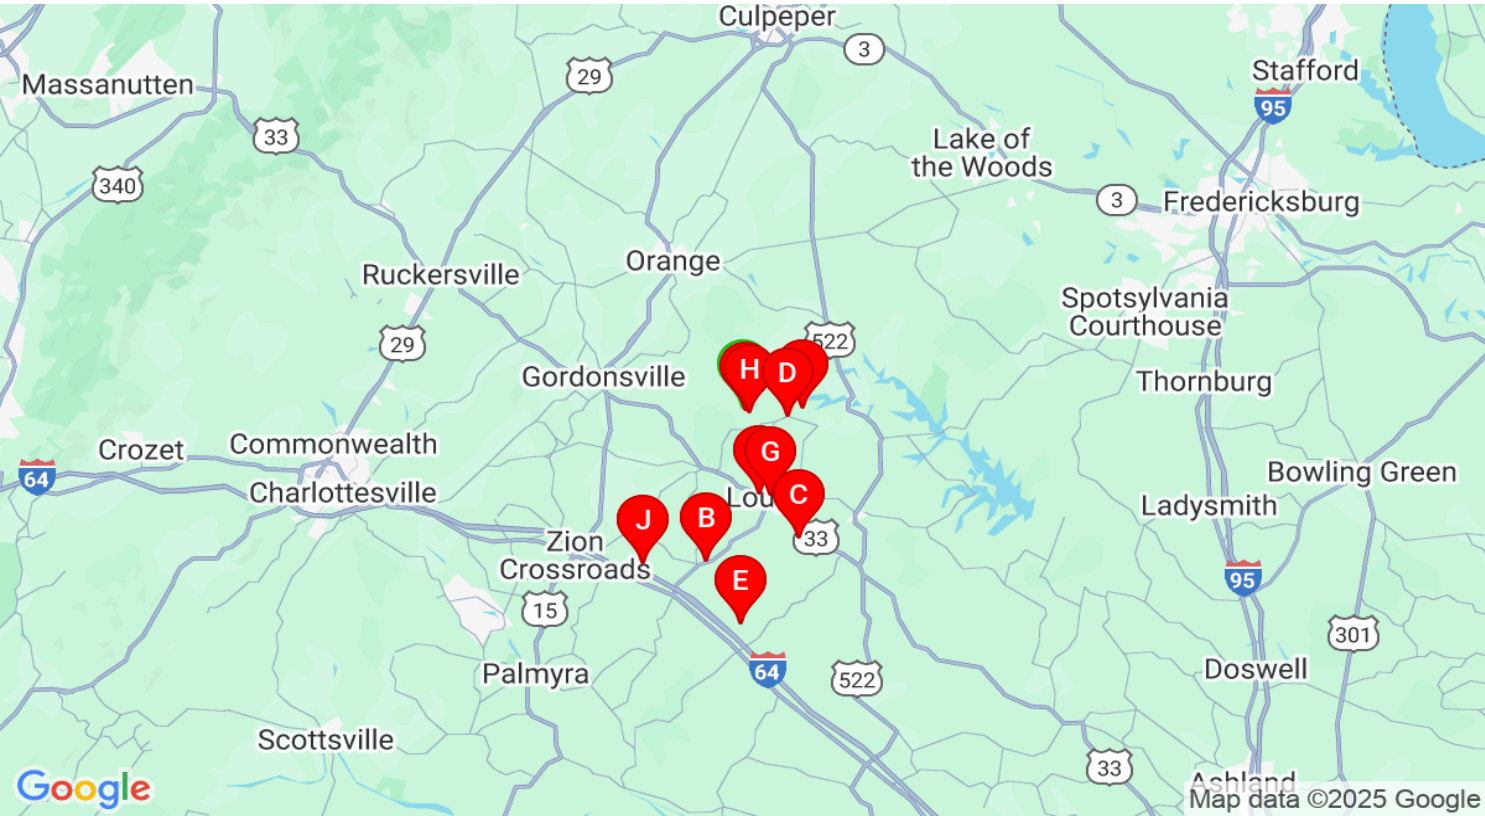 Culpeper
3
29
Stafford
95
Massanutten
33
Lake of
the Woods
340
3
Fredericksburg
Orange
Ruckersville
Spotsylvania
Courthouse
29
522
H
D
Gordonsville
Thornburg
Crozet
Commonwealth
G
64
Bowling Green
Charlottesville
Lou
C
Ladysmith
J
B
33
Zion
Crossroads
E
95
15
301
64
Palmyra
522
Doswell
Scottsville
33
Ashland
Google
Map data ©2025 Google